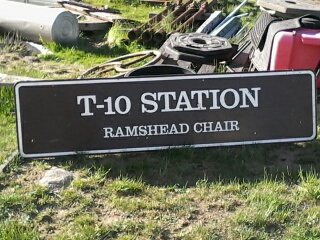 T-10 STATION
RAMSHEAD CHAIR